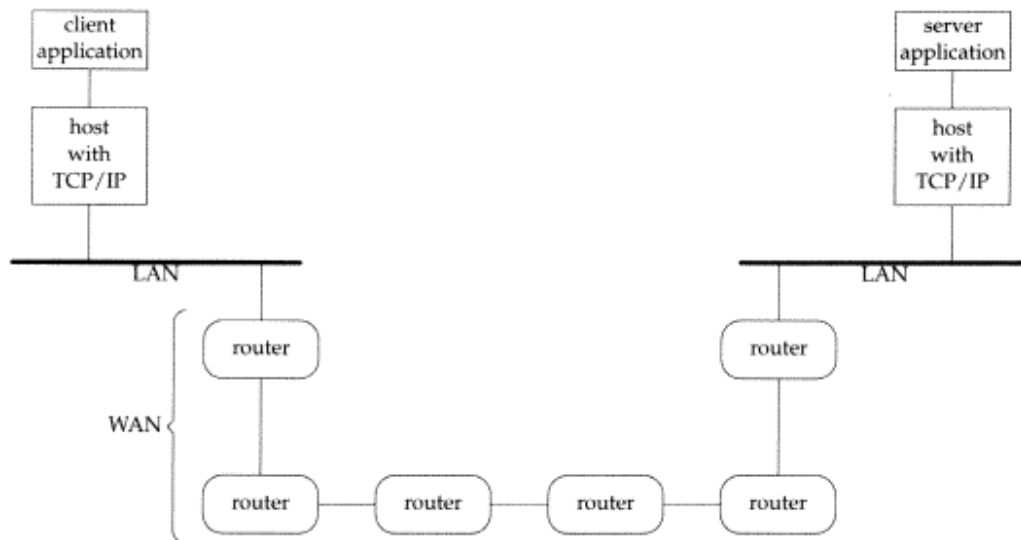 client
application
server
application
host
with
TCP/IP
host
with
TCP/IP
LAN
LAN
router
router
WAN
router
router
router
router